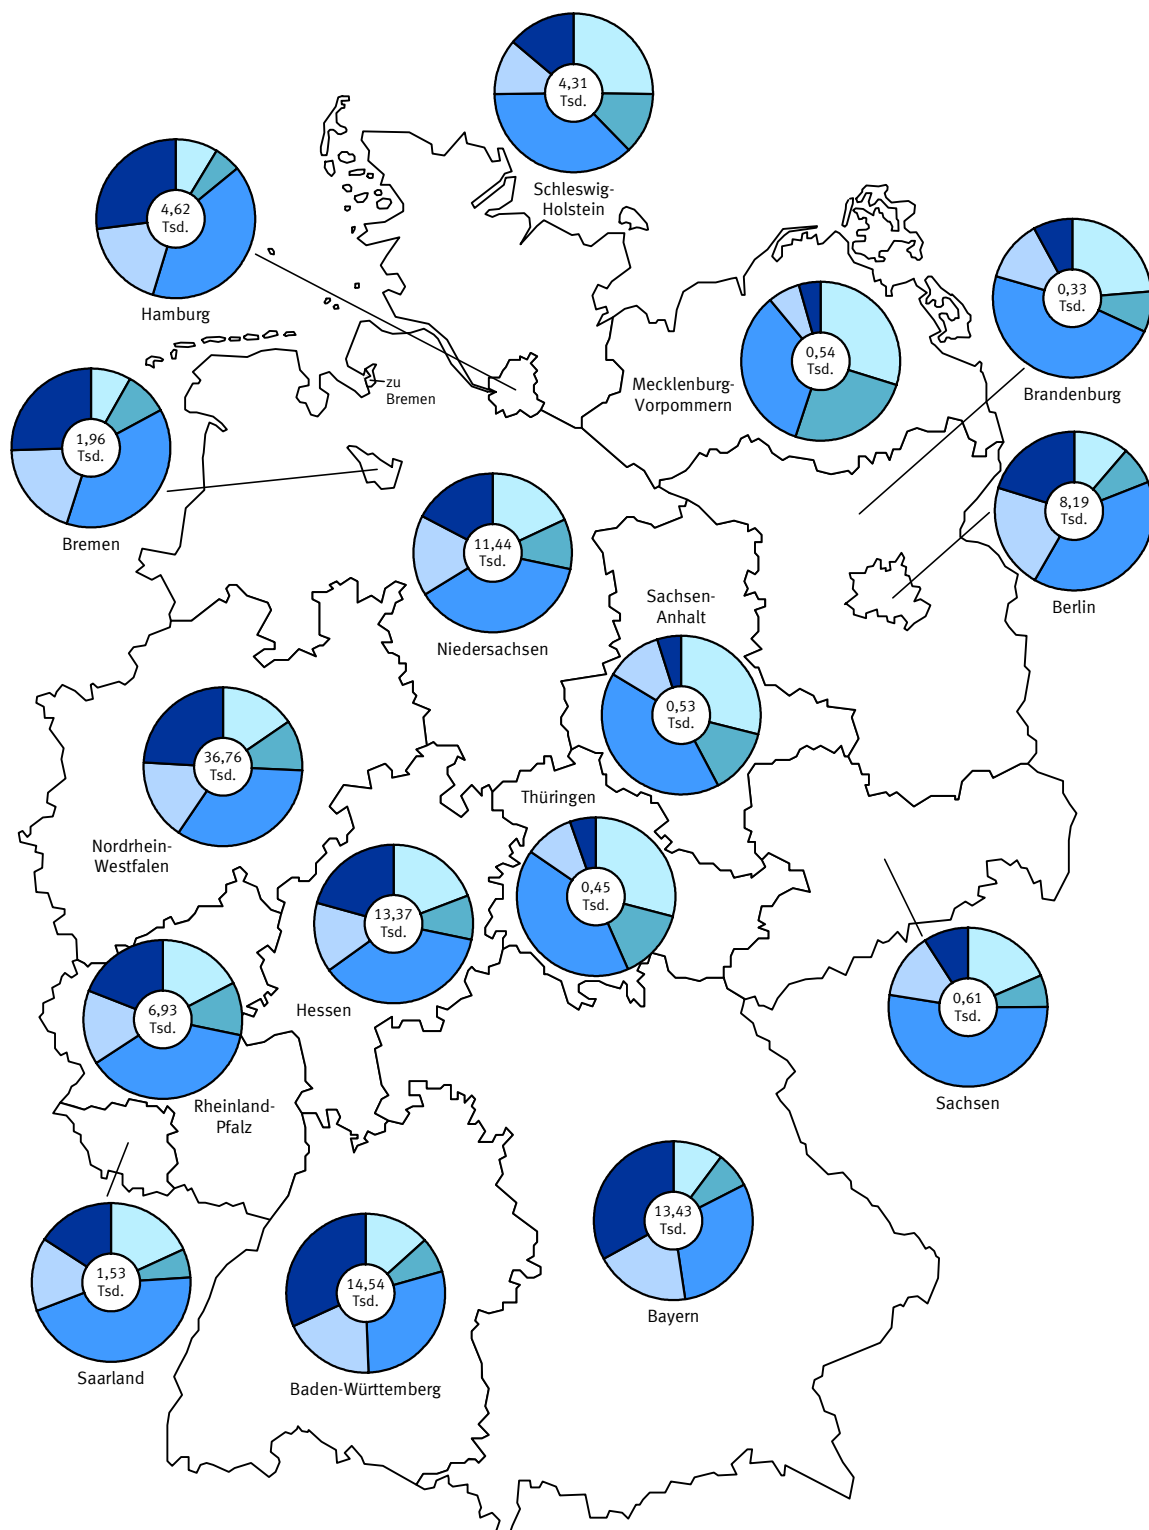 4,31
Tsd.
Schleswig-
Holstein
4,62
Tsd.
Hamburg
0,33
Tsd.
Brandenburg
0,54
Tsd.
Mecklenburg-
Vorpommern
zu
Bremen
1,96
Tsd.
Bremen
8,19
Tsd.
Berlin
11,44
Tsd.
Niedersachsen
Sachsen-
Anhalt
0,53
Tsd.
36,76
Tsd.
Nordrhein-
Westfalen
Thüringen
0,45
Tsd.
13,37
Tsd.
Hessen
6,93
Tsd.
Rheinland-
Pfalz
0,61
Tsd.
Sachsen
13,43
Tsd.
Bayern
1,53
Tsd.
Saarland
14,54
Tsd.
Baden-Württemberg